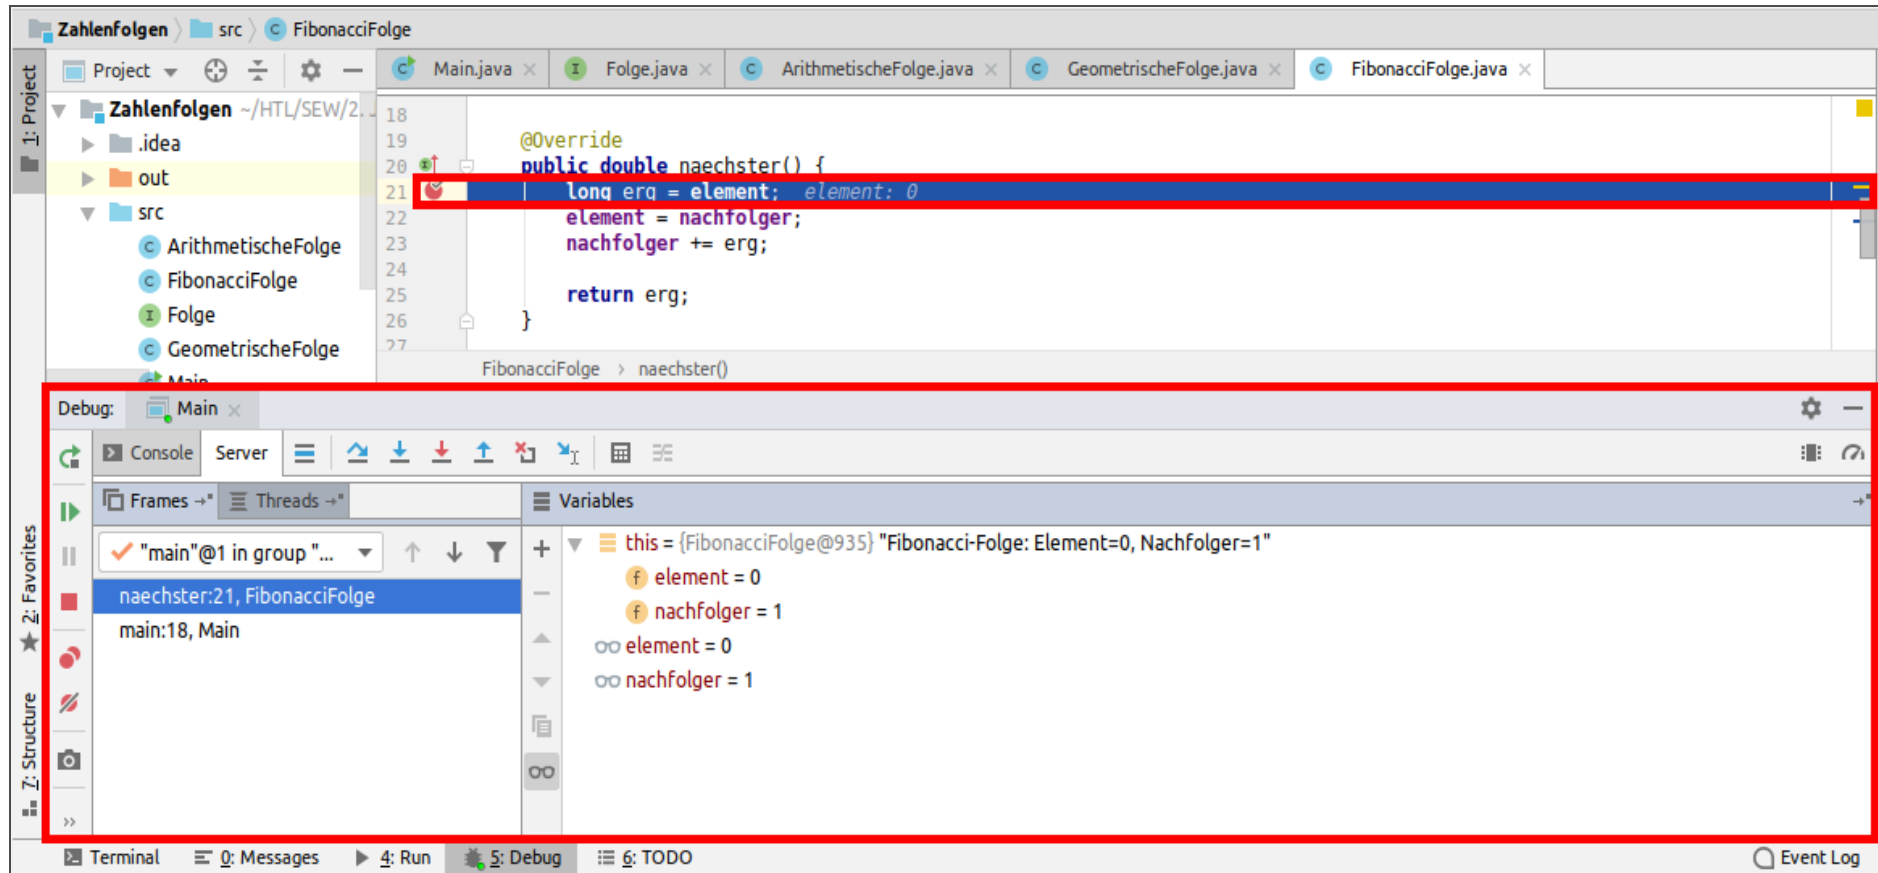 Zahlenfolgen src FibonacciFolge
1: Project
2: Favorites
7: Structure
Project
Main.java Folge.java ArithmetischeFolge.java GeometrischeFolge.java FibonacciFolge.java
Zahlenfolgen ~/HTL/SEW/2.
.idea
out
src
ArithmetischeFolge
FibonacciFolge
Folge
GeometrischeFolge
Main
18
19 @Override
20 public double naechster() {
21 long erg = element; element: 0
22 element = nachfolger;
23 nachfolger += erg;
24
25 return erg;
26 }
27
FibonacciFolge › naechster()
Debug: Main
Console Server
Frames Threads
"main"@1 in group "...
naechster:21, FibonacciFolge
main:18, Main
Variables
this = {FibonacciFolge@935} "Fibonacci-Folge: Element=0, Nachfolger=1"
element = 0
nachfolger = 1
element = 0
nachfolger = 1
Terminal 0: Messages 4: Run 5: Debug 6: TODO Event Log